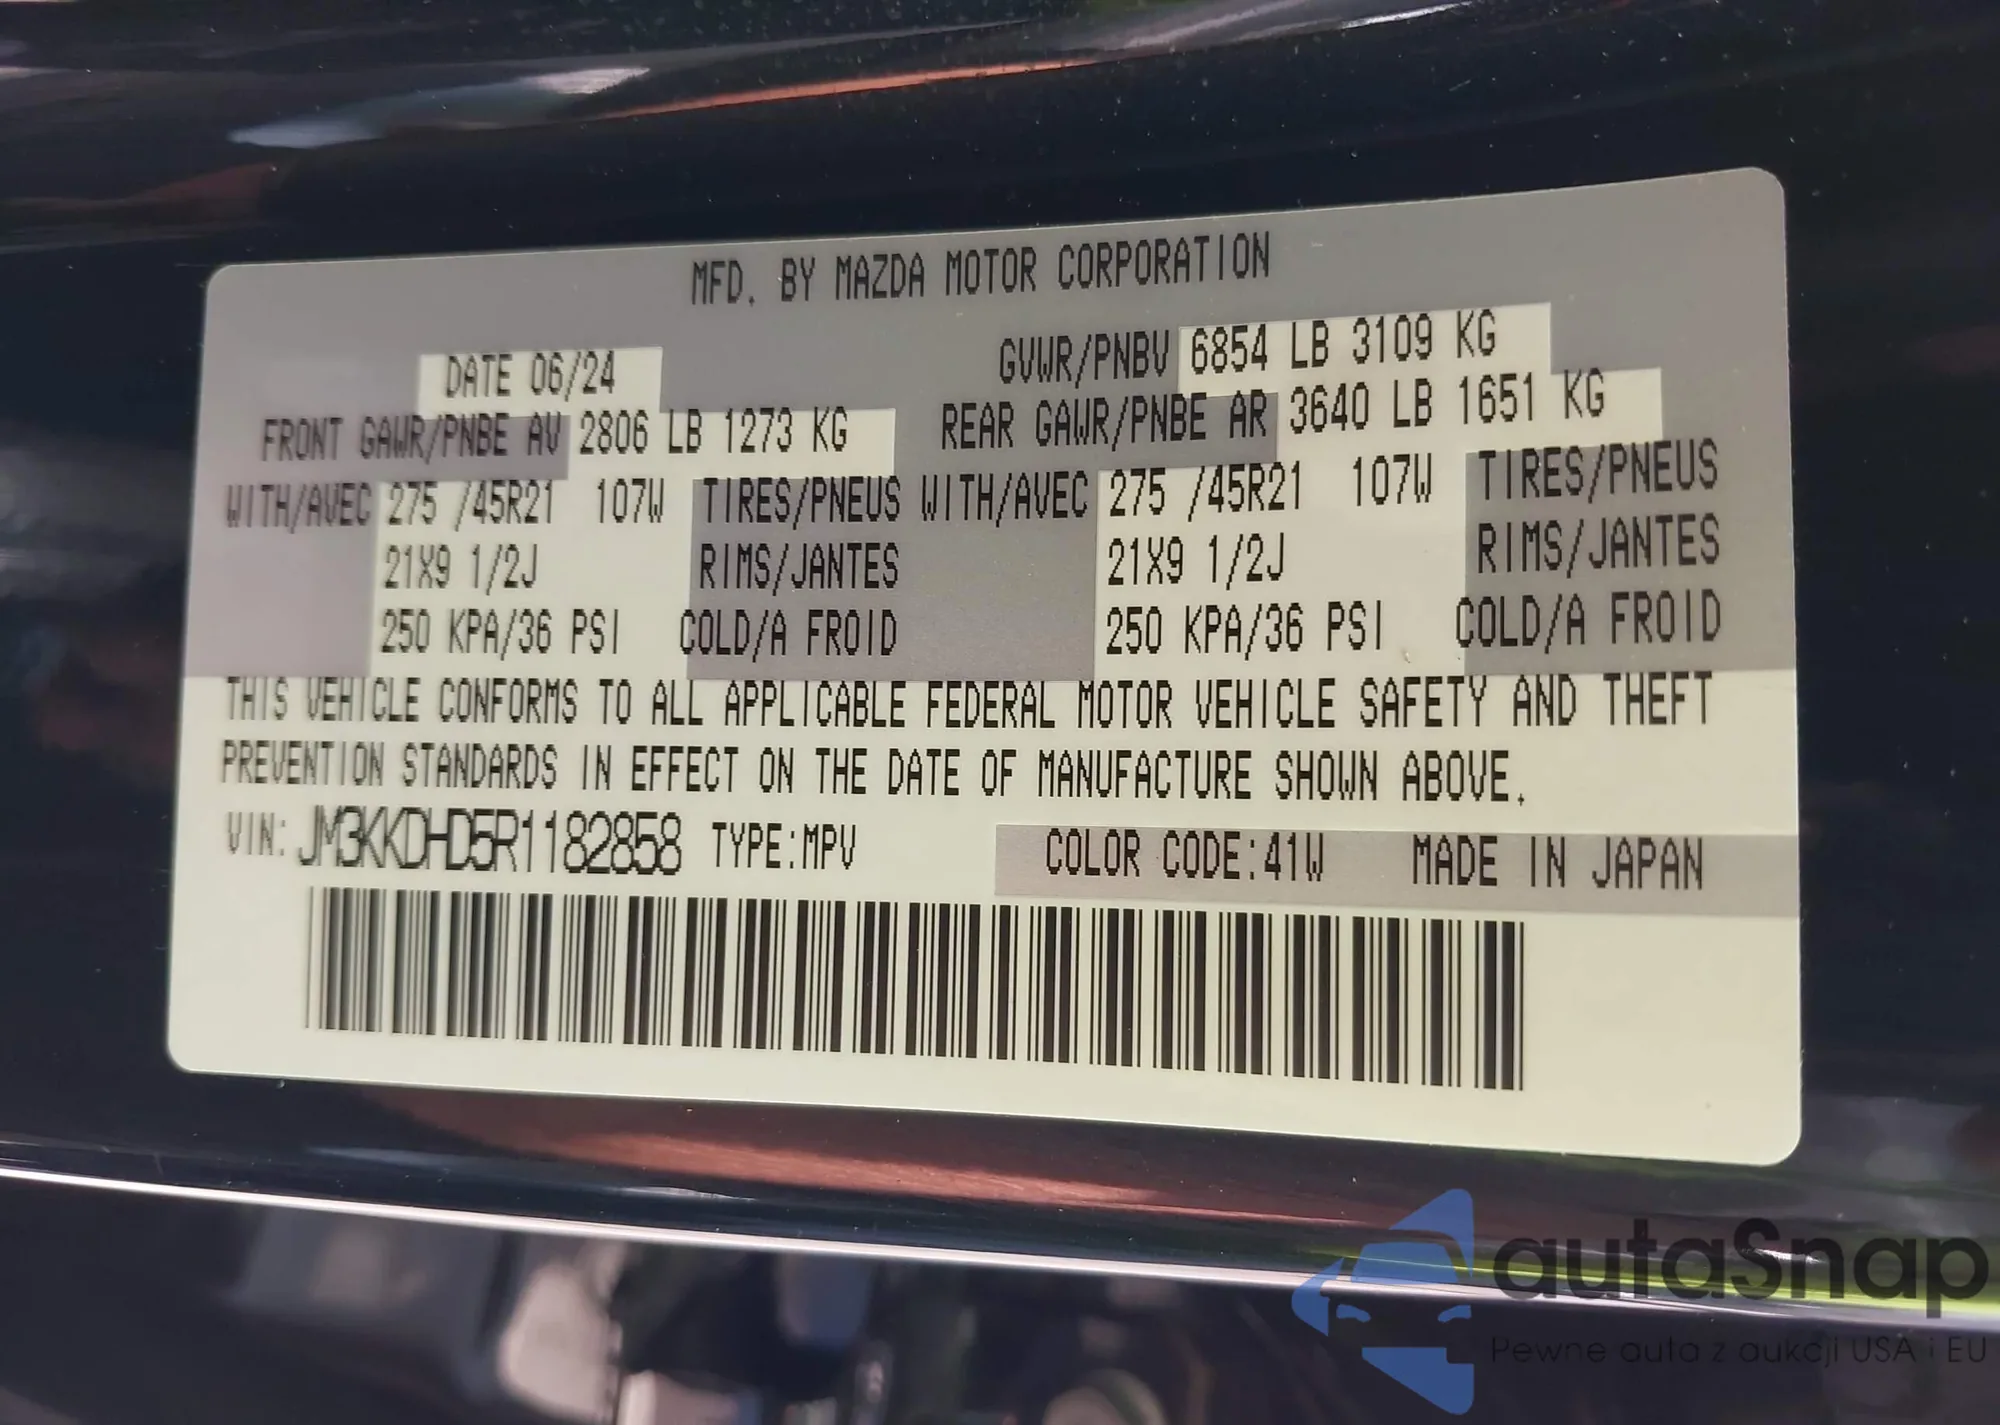 MFD. BY MAZDA MOTOR CORPORATION
DATE 06/24 GVWR/PNBV 6854 LB 3109 KG
FRONT GAWR/PNBE AV 2806 LB 1273 KG REAR GAWR/PNBE AR 3640 LB 1651 KG
WITH/AVEC 275 /45R21 107W TIRES/PNEUS WITH/AVEC 275 /45R21 107W TIRES/PNEUS
21X9 1/2J RIMS/JANTES 21X9 1/2J RIMS/JANTES
250 KPA/36 PSI COLD/A FROID 250 KPA/36 PSI COLD/A FROID
THIS VEHICLE CONFORMS TO ALL APPLICABLE FEDERAL MOTOR VEHICLE SAFETY AND THEFT
PREVENTION STANDARDS IN EFFECT ON THE DATE OF MANUFACTURE SHOWN ABOVE.
VIN: JM3KKDHD5R1182858 TYPE:MPV COLOR CODE:41W MADE IN JAPAN
autaSnap
Pewne auta z aukcji USA i EU